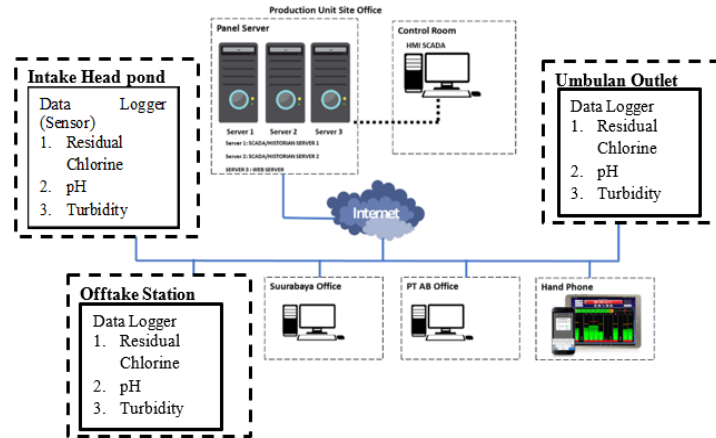 Production Unit Site Office
Panel Server
Control Room
HMI SCADA
Server 1 Server 2 Server 3
Server 1: SCADA/HISTORIAN SERVER 1
Server 2: SCADA/HISTORIAN SERVER 2
SERVER 3 : WEB SERVER
Intake Head pond
Data Logger
(Sensor)
1. Residual
Chlorine
2. pH
3. Turbidity
Umbulan Outlet
Data Logger
1. Residual
Chlorine
2. pH
3. Turbidity
Internet
Offtake Station
Data Logger
1. Residual
Chlorine
2. pH
3. Turbidity
Suurabaya Office
PT AB Office
Hand Phone